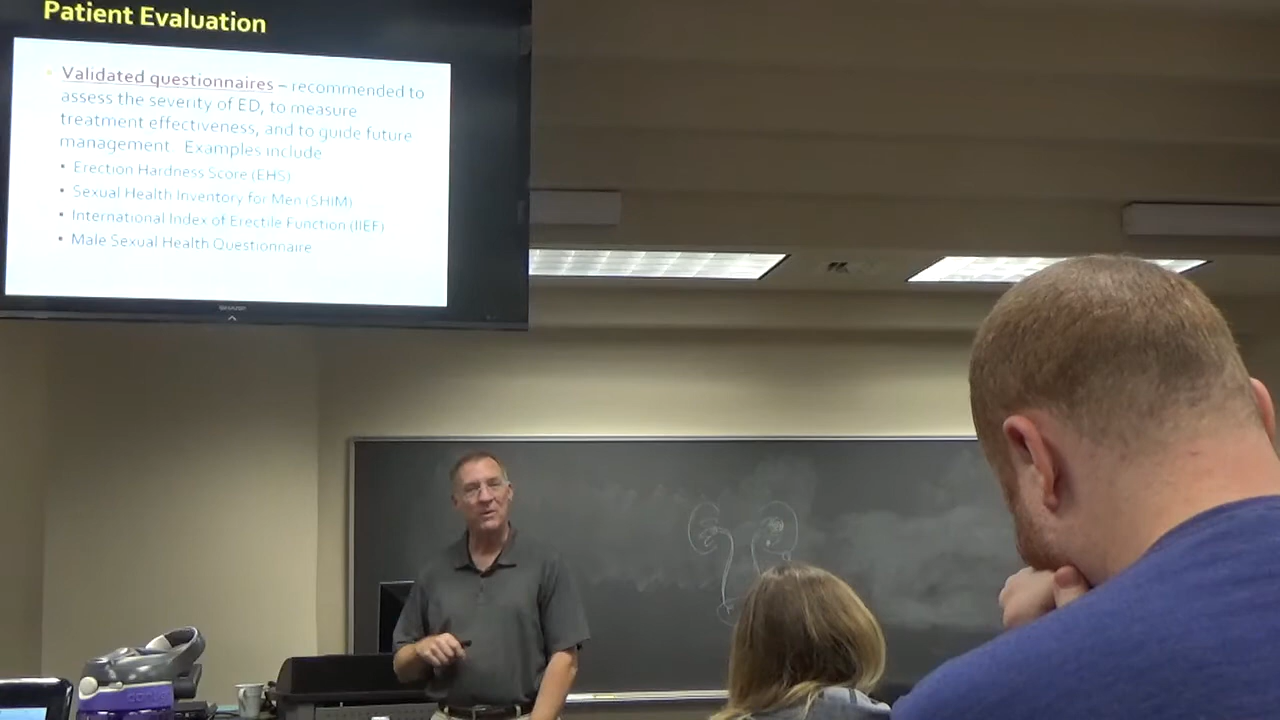 Patient Evaluation
Validated questionnaires – recommended to
assess the severity of ED, to measure
treatment effectiveness, and to guide future
management. Examples include
▪ Erection Hardness Score (EHS)
▪ Sexual Health Inventory for Men (SHIM)
▪ International Index of Erectile Function (IIEF)
▪ Male Sexual Health Questionnaire
SHARP